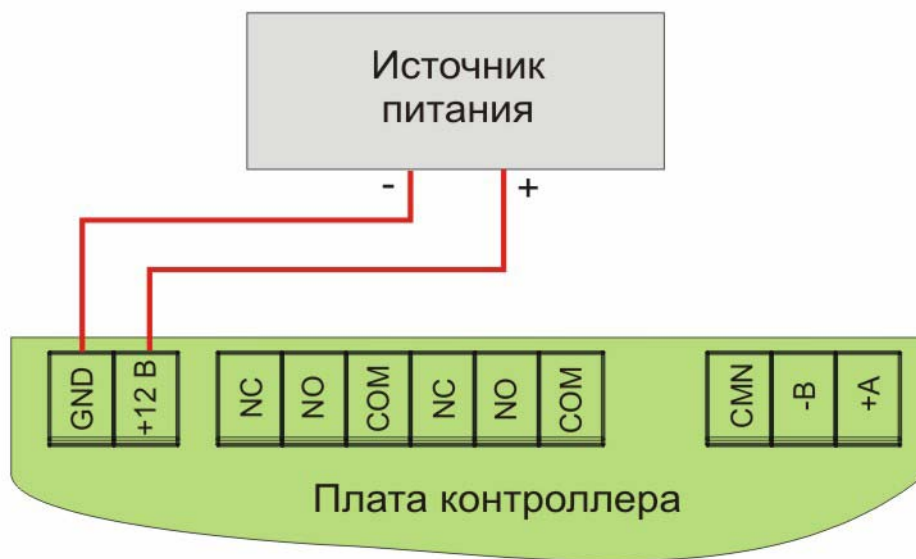 Источник
питания
- +
GND +12 В NC NO COM NC NO COM CMN -B +A
Плата контроллера